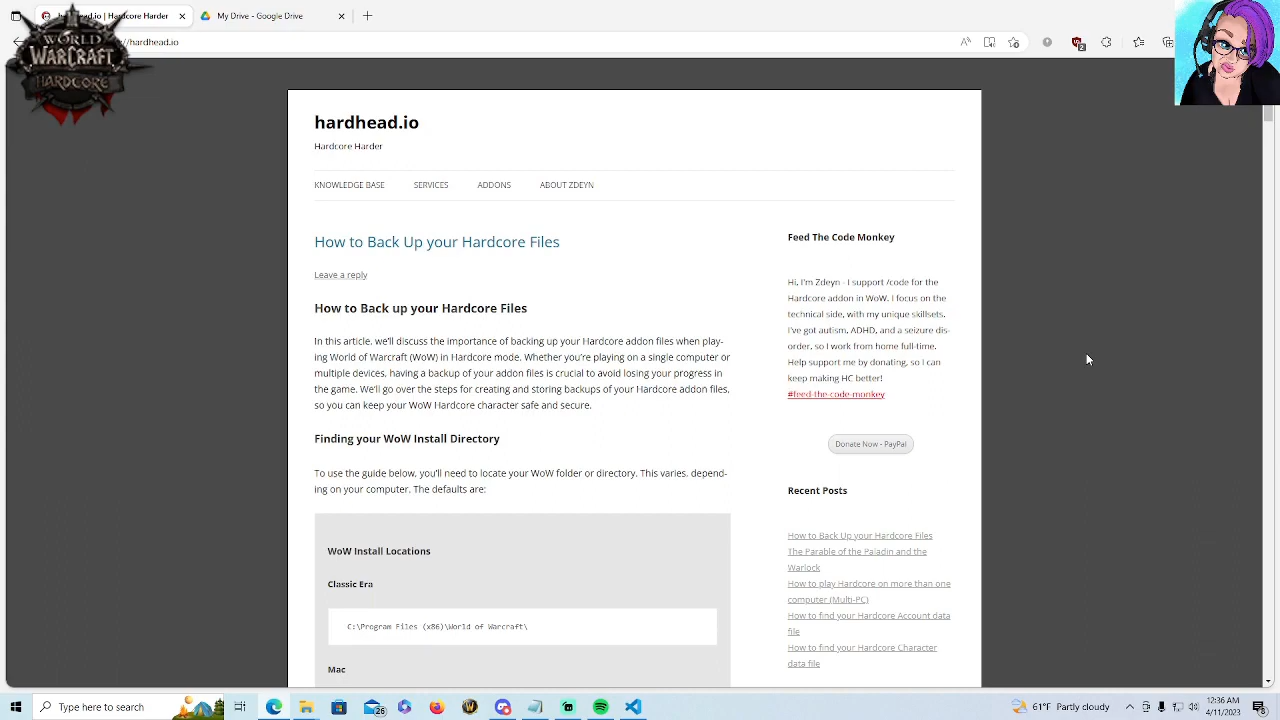 hardhead.io | Hardcore Harder
My Drive - Google Drive
//hardhead.io
WORLD
WARCRAFT
HARDCORE
hardhead.io
Hardcore Harder
KNOWLEDGE BASE SERVICES ADDONS ABOUT ZDEYN
How to Back Up your Hardcore Files
Leave a reply
How to Back up your Hardcore Files
In this article, we'll discuss the importance of backing up your Hardcore addon files when play-
ing World of Warcraft (WoW) in Hardcore mode. Whether you're playing on a single computer or
multiple devices, having a backup of your addon files is crucial to avoid losing your progress in
the game. We'll go over the steps for creating and storing backups of your Hardcore addon files,
so you can keep your WoW Hardcore character safe and secure.
Finding your WoW Install Directory
To use the guide below, you'll need to locate your WoW folder or directory. This varies, depend-
ing on your computer. The defaults are:
WoW Install Locations
Classic Era
C:\Program Files (x86)\World of Warcraft\
Mac
Feed The Code Monkey
Hi, I'm Zdeyn - I support /code for the
Hardcore addon in WoW. I focus on the
technical side, with my unique skillsets.
I've got autism, ADHD, and a seizure dis-
order, so I work from home full-time.
Help support me by donating, so I can
keep making HC better!
#feed-the-code-monkey
Donate Now - PayPal
Recent Posts
How to Back Up your Hardcore Files
The Parable of the Paladin and the
Warlock
How to play Hardcore on more than one
computer (Multi-PC)
How to find your Hardcore Account data
file
How to find your Hardcore Character
data file
Type here to search
25
61°F Partly cloudy
12:36 AM
4/11/2023